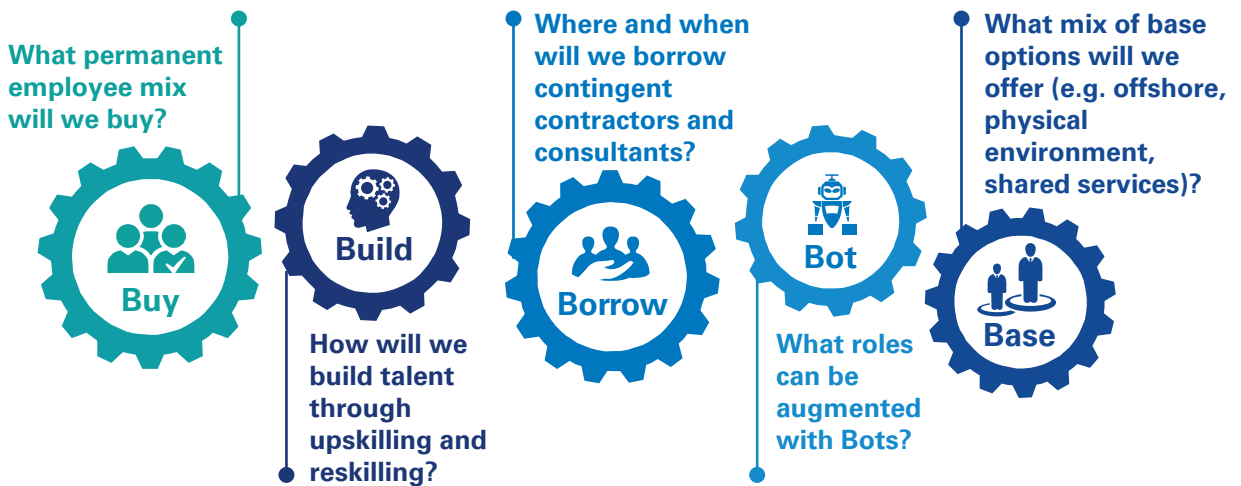 What permanent
employee mix
will we buy?
Buy
Build
How will we
build talent
through
upskilling and
reskilling?
Where and when
will we borrow
contingent
contractors and
consultants?
Borrow
Bot
What roles
can be
augmented
with Bots?
What mix of base
options will we
offer (e.g. offshore,
physical
environment,
shared services)?
Base